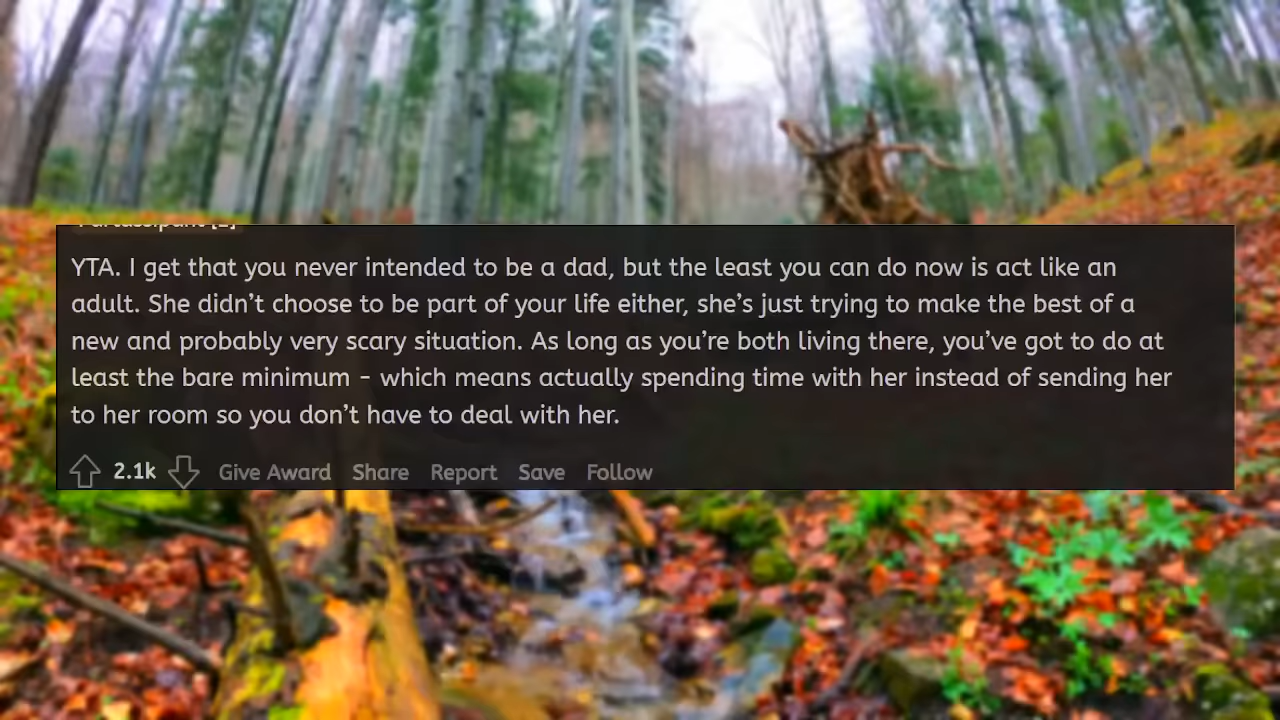 YTA. I get that you never intended to be a dad, but the least you can do now is act like an
adult. She didn’t choose to be part of your life either, she’s just trying to make the best of a
new and probably very scary situation. As long as you’re both living there, you’ve got to do at
least the bare minimum - which means actually spending time with her instead of sending her
to her room so you don’t have to deal with her.
2.1k Give Award Share Report Save Follow